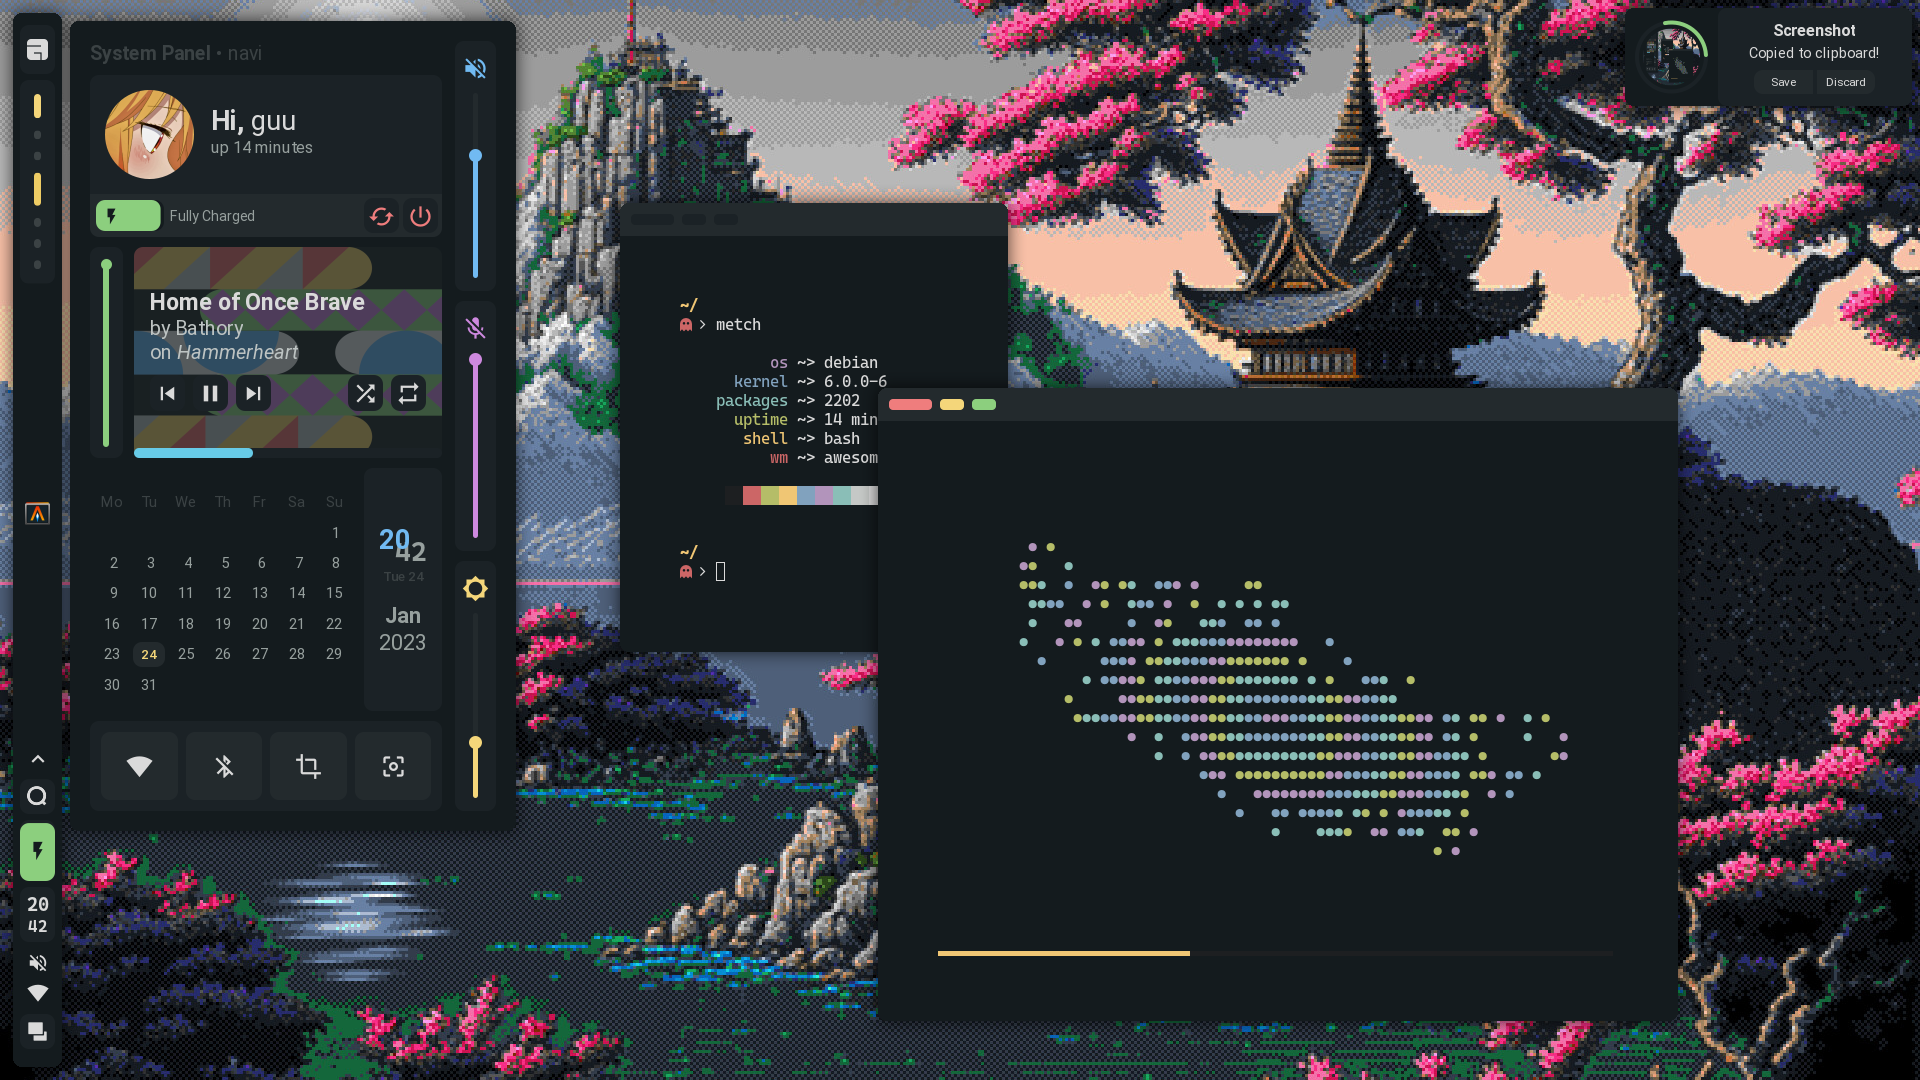 System Panel • navi
Hi, guu
up 14 minutes
Fully Charged
Home of Once Brave
by Bathory
on Hammerheart
Mo Tu We Th Fr Sa Su
1
2 3 4 5 6 7 8
9 10 11 12 13 14 15
16 17 18 19 20 21 22
23 24 25 26 27 28 29
30 31
20
42
Tue 24
Jan
2023
20
42
~/
> metch
os ~> debian
kernel ~> 6.0.0-6
packages ~> 2202
uptime ~> 14 min
shell ~> bash
wm ~> awesom
~/
>
Screenshot
Copied to clipboard!
Save Discard